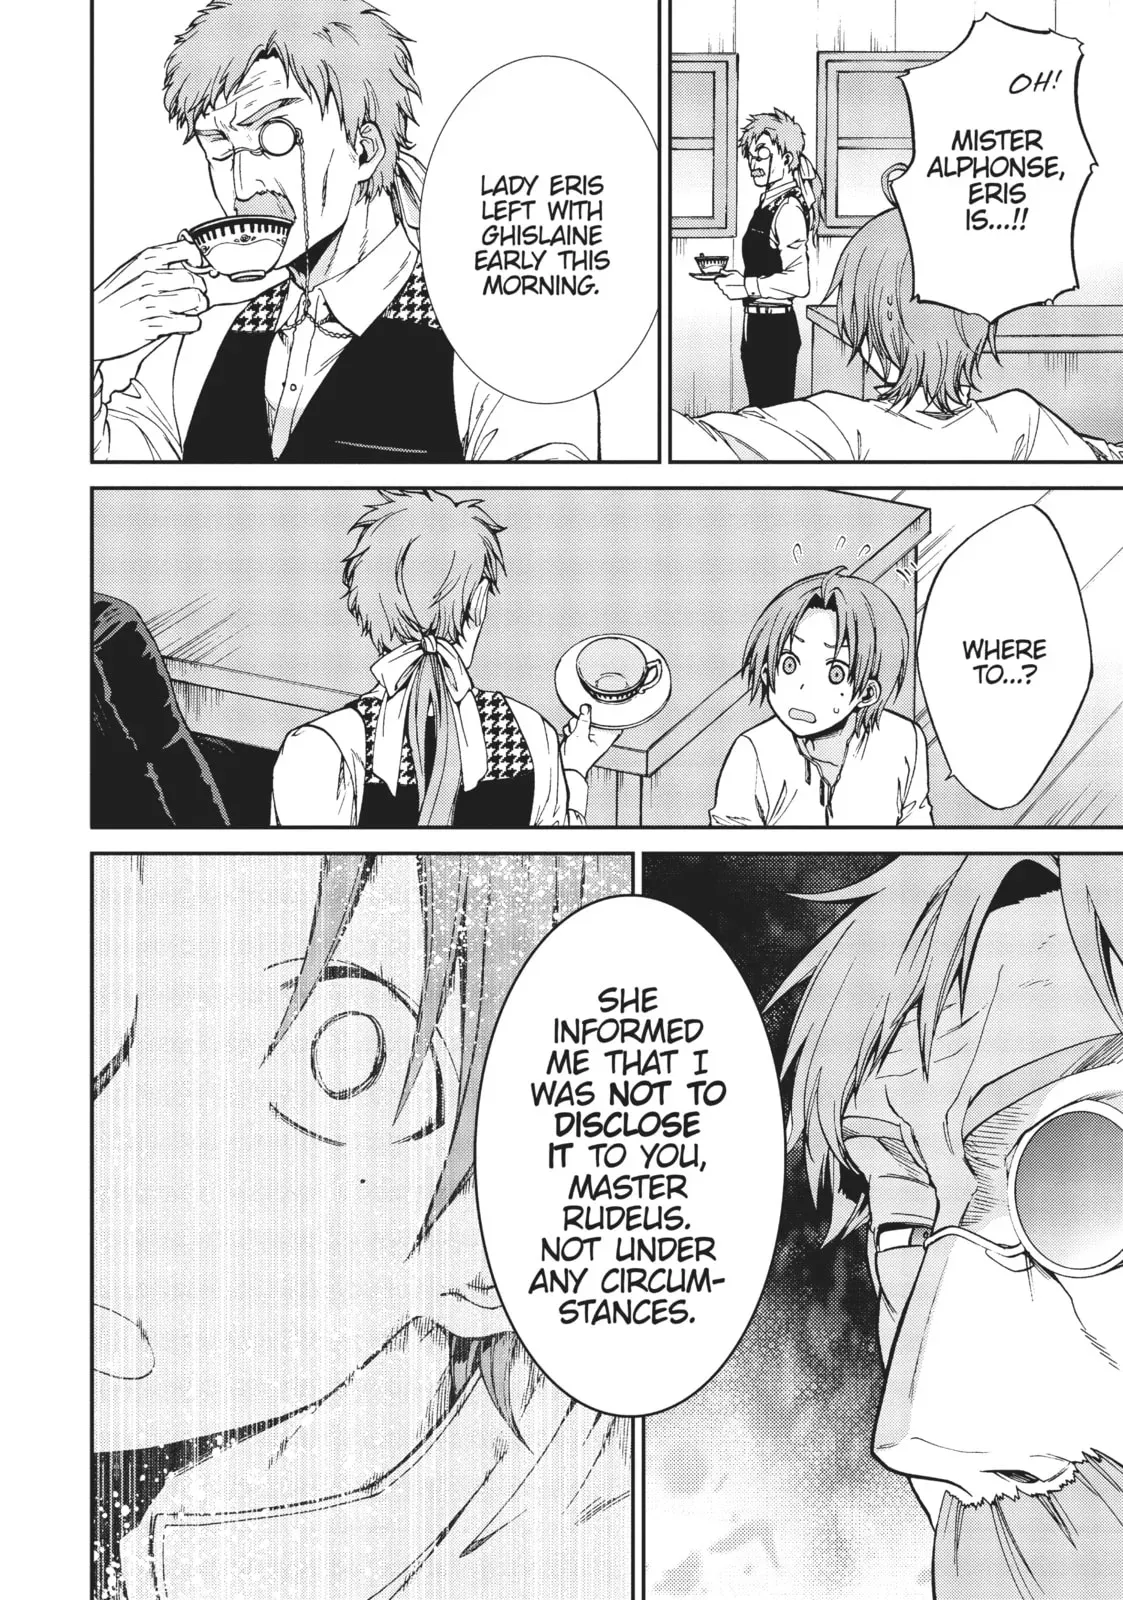 OH!
MISTER
ALPHONSE,
ERIS
IS...!!
LADY ERIS
LEFT WITH
GHISLAINE
EARLY THIS
MORNING.
WHERE
TO...?
SHE
INFORMED
ME THAT I
WAS NOT TO
DISCLOSE
IT TO YOU,
MASTER
RUDEUS.
NOT UNDER
ANY CIRCUM-
STANCES.